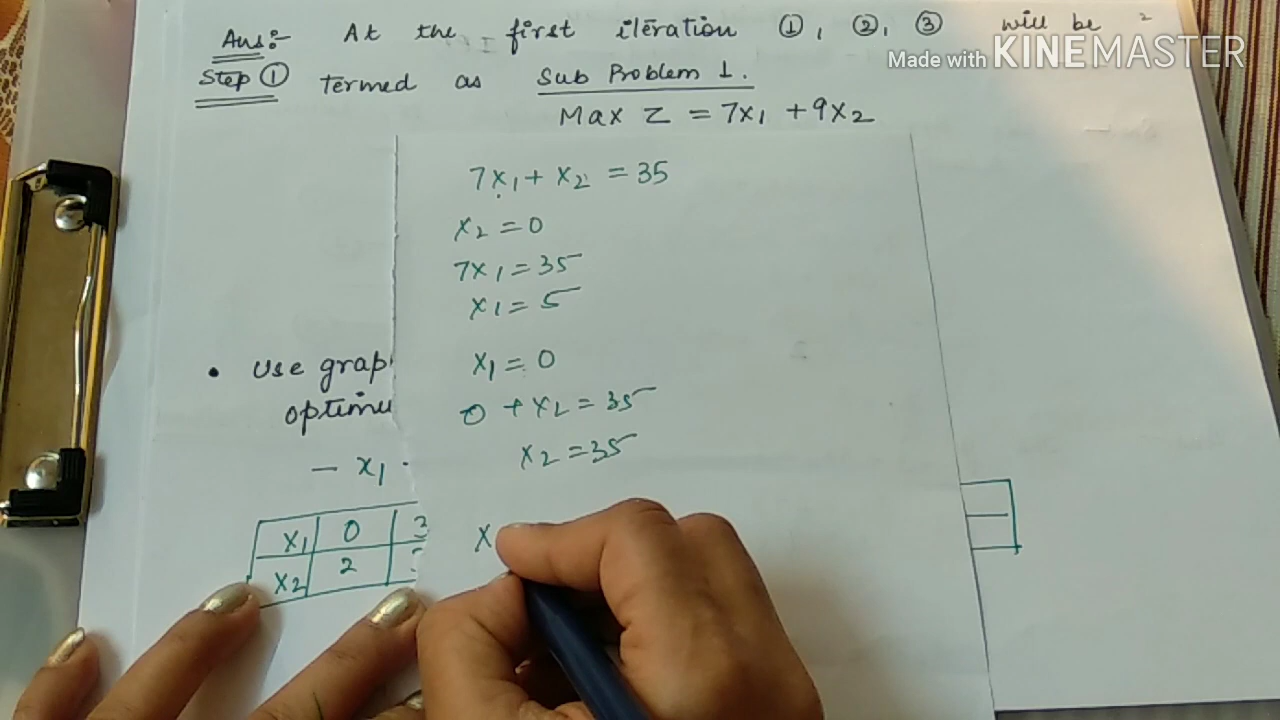 Ans:- At the first iteration ①, ②, ③ will be
Made with KINEMASTER
Step ① termed as Sub Problem 1.
Max Z = 7x1 + 9x2
7x1 + x2 = 35
x2 = 0
7x1 = 35
x1 = 5
x1 = 0
0 + x2 = 35
x2 = 35
• Use grap
optimu
- x1
x1 0 3
x2 2
x